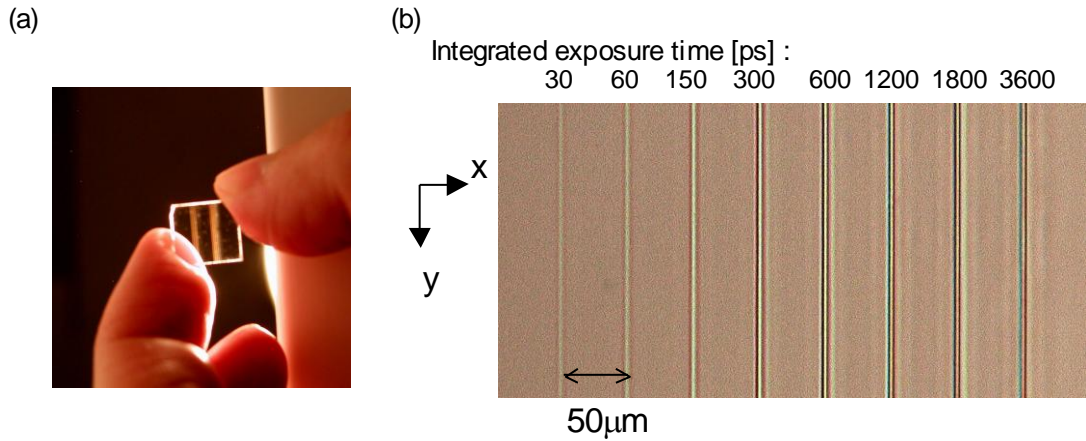 (a)
(b)
Integrated exposure time [ps] :
30 60 150 300 600 1200 1800 3600
x
y
50μm